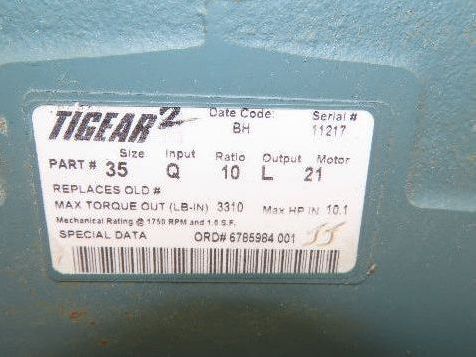 TIGEAR2 Date Code: Serial #
BH 11217
Size Input Ratio Output Motor
PART # 35 Q 10 L 21
REPLACES OLD #
MAX TORQUE OUT (LB-IN) 3310 Max HP IN 10.1
Mechanical Rating @ 1750 RPM and 1.0 S.F.
SPECIAL DATA ORD# 6785984 001